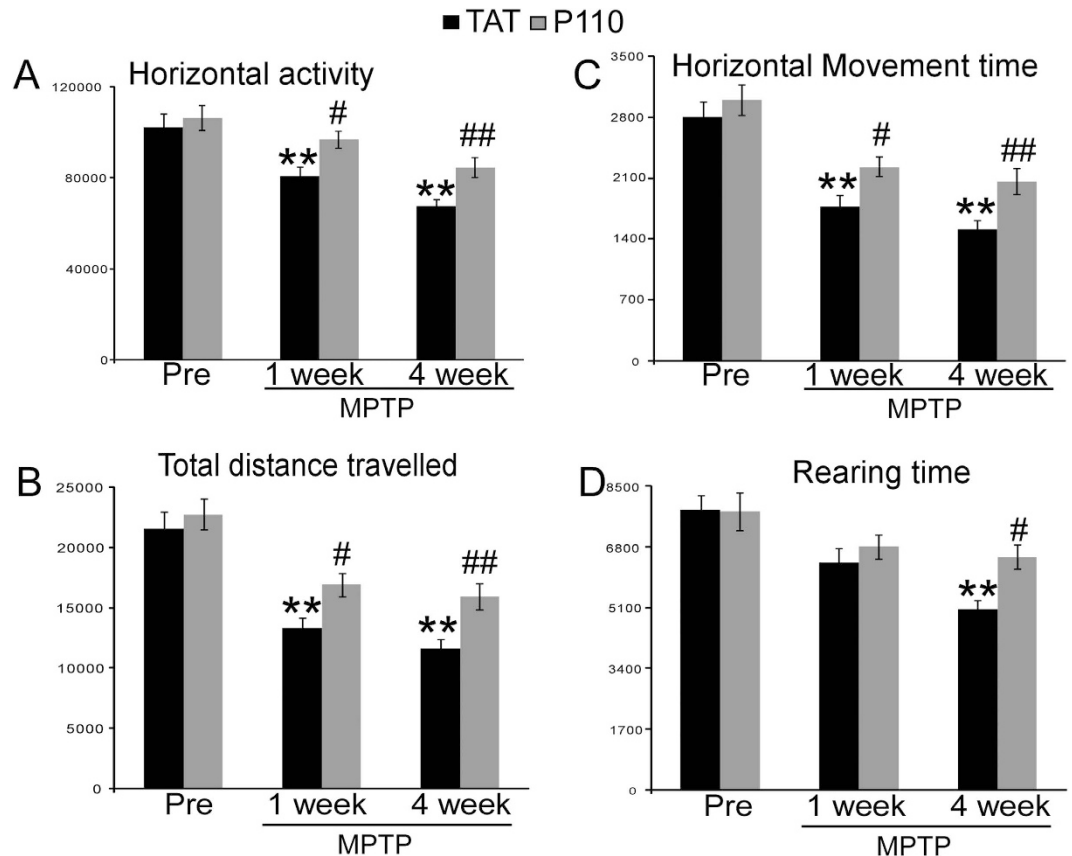 TAT P110
A Horizontal activity
120000
80000
40000
0
# ##
** **
Pre 1 week 4 week
MPTP
C Horizontal Movement time
3500
2800
2100
1400
700
0
# ##
** **
Pre 1 week 4 week
MPTP
B Total distance travelled
25000
20000
15000
10000
5000
0
# ##
** **
Pre 1 week 4 week
MPTP
D Rearing time
8500
6800
5100
3400
1700
0
#
**
Pre 1 week 4 week
MPTP